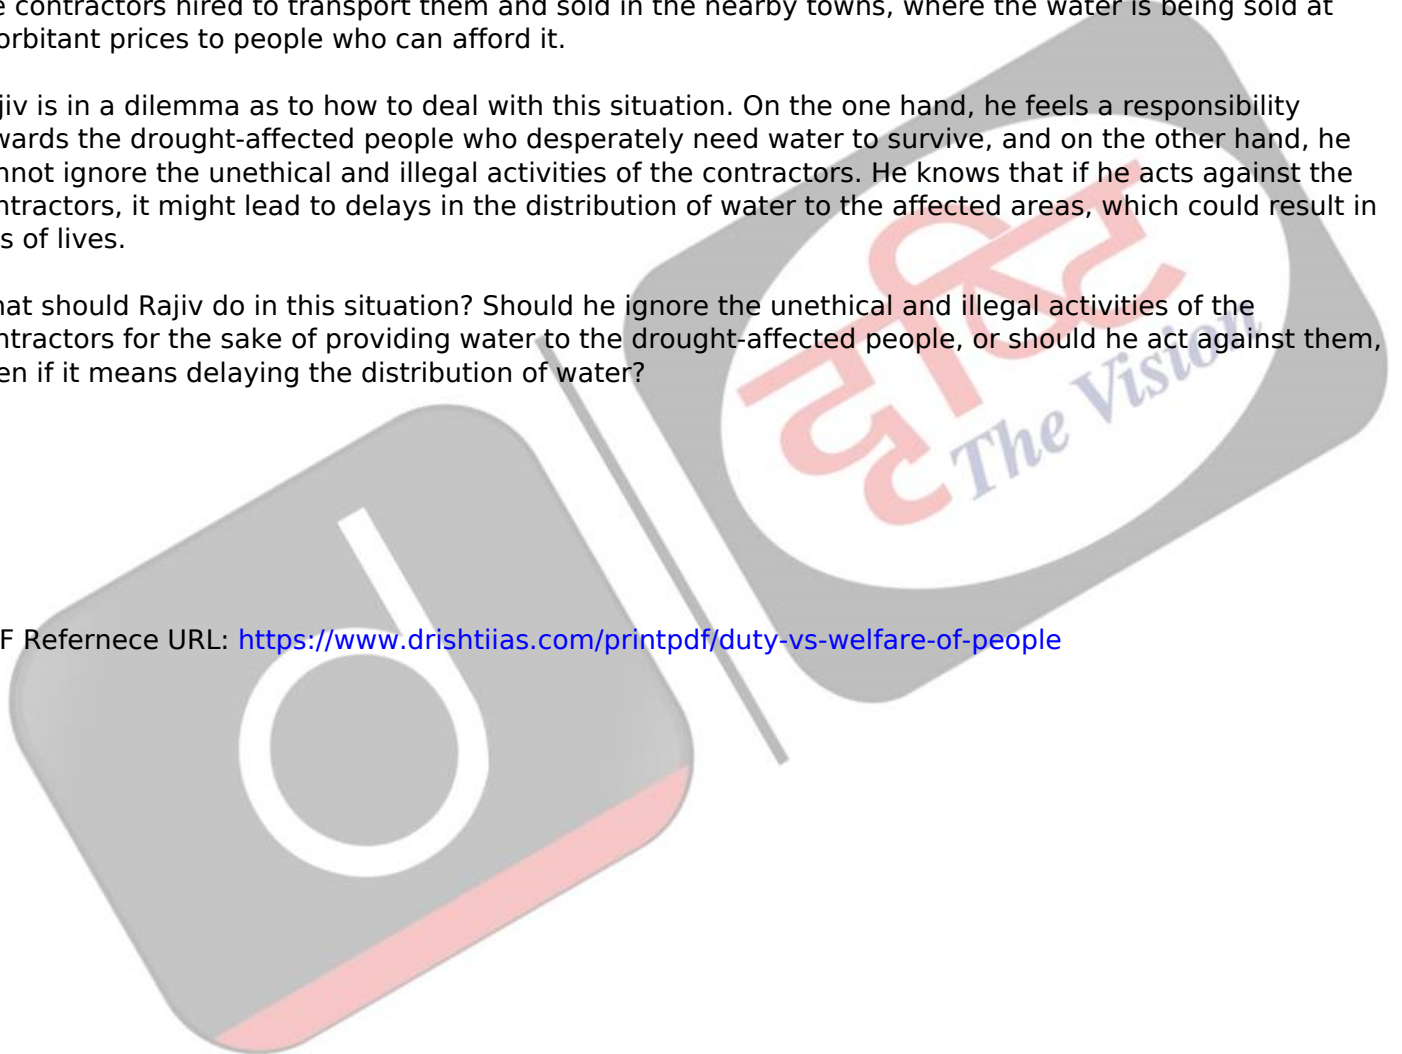 e contractors hired to transport them and sold in the nearby towns, where the water is being sold at
orbitant prices to people who can afford it.
jiv is in a dilemma as to how to deal with this situation. On the one hand, he feels a responsibility
wards the drought-affected people who desperately need water to survive, and on the other hand, he
nnot ignore the unethical and illegal activities of the contractors. He knows that if he acts against the
ntractors, it might lead to delays in the distribution of water to the affected areas, which could result in
s of lives.
hat should Rajiv do in this situation? Should he ignore the unethical and illegal activities of the
ntractors for the sake of providing water to the drought-affected people, or should he act against them,
en if it means delaying the distribution of water?
दृष्टि
The Vision
d
F Refernece URL: https://www.drishtiias.com/printpdf/duty-vs-welfare-of-people